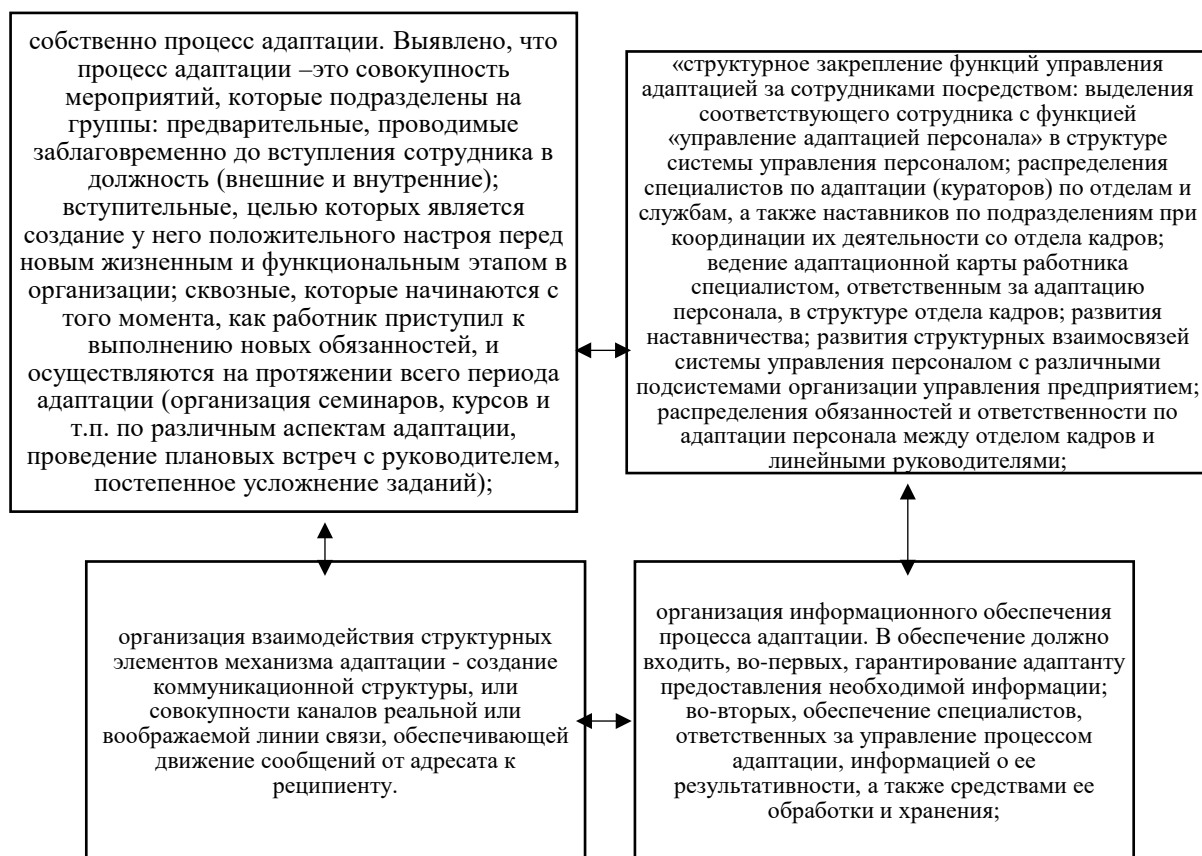 собственно процесс адаптации. Выявлено, что
процесс адаптации –это совокупность
мероприятий, которые подразделены на
группы: предварительные, проводимые
заблаговременно до вступления сотрудника в
должность (внешние и внутренние);
вступительные, целью которых является
создание у него положительного настроя перед
новым жизненным и функциональным этапом в
организации; сквозные, которые начинаются с
того момента, как работник приступил к
выполнению новых обязанностей, и
осуществляются на протяжении всего периода
адаптации (организация семинаров, курсов и
т.п. по различным аспектам адаптации,
проведение плановых встреч с руководителем,
постепенное усложнение заданий);
«структурное закрепление функций управления
адаптацией за сотрудниками посредством: выделения
соответствующего сотрудника с функцией
«управление адаптацией персонала» в структуре
системы управления персоналом; распределения
специалистов по адаптации (кураторов) по отделам и
службам, а также наставников по подразделениям при
координации их деятельности со отдела кадров;
ведение адаптационной карты работника
специалистом, ответственным за адаптацию
персонала, в структуре отдела кадров; развития
наставничества; развития структурных взаимосвязей
системы управления персоналом с различными
подсистемами организации управления предприятием;
распределения обязанностей и ответственности по
адаптации персонала между отделом кадров и
линейными руководителями;
организация взаимодействия структурных
элементов механизма адаптации - создание
коммуникационной структуры, или
совокупности каналов реальной или
воображаемой линии связи, обеспечивающей
движение сообщений от адресата к
реципиенту.
организация информационного обеспечения
процесса адаптации. В обеспечение должно
входить, во-первых, гарантирование адаптанту
предоставления необходимой информации;
во-вторых, обеспечение специалистов,
ответственных за управление процессом
адаптации, информацией о ее
результативности, а также средствами ее
обработки и хранения;